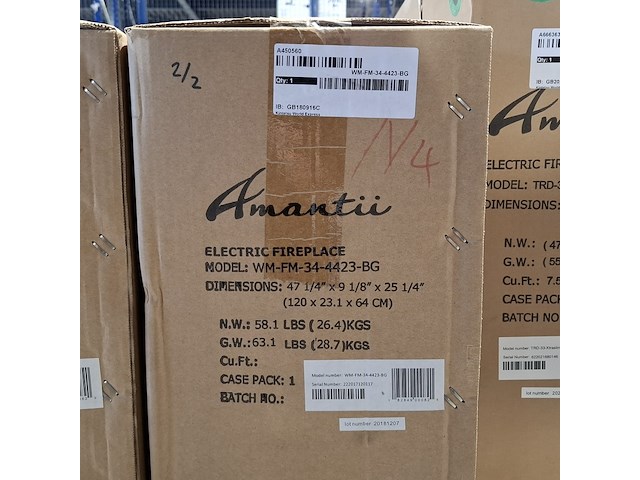 A450560
WM-FM-34-4423-BG
Qty: 1
IB: GB180916C
2/2
N4
Amantii
ELECTRIC FIREPLACE
MODEL: WM-FM-34-4423-BG
DIMENSIONS: 47 1/4" x 9 1/8" x 25 1/4"
(120 x 23.1 x 64 CM)
N.W.: 58.1 LBS (26.4)KGS
G.W.:63.1 LBS (28.7)KGS
Cu.Ft.:
CASE PACK: 1
BATCH NO.:
Model number: WM-FM-34-4423-BG
lot number: 20181207
Qty: 1
Amantii
ELECTRIC FIR
MODEL: TRD-3
DIMENSIONS:
N.W.: (47
G.W.: (55
Cu.Ft.: 7.5
CASE PACK
BATCH NO.